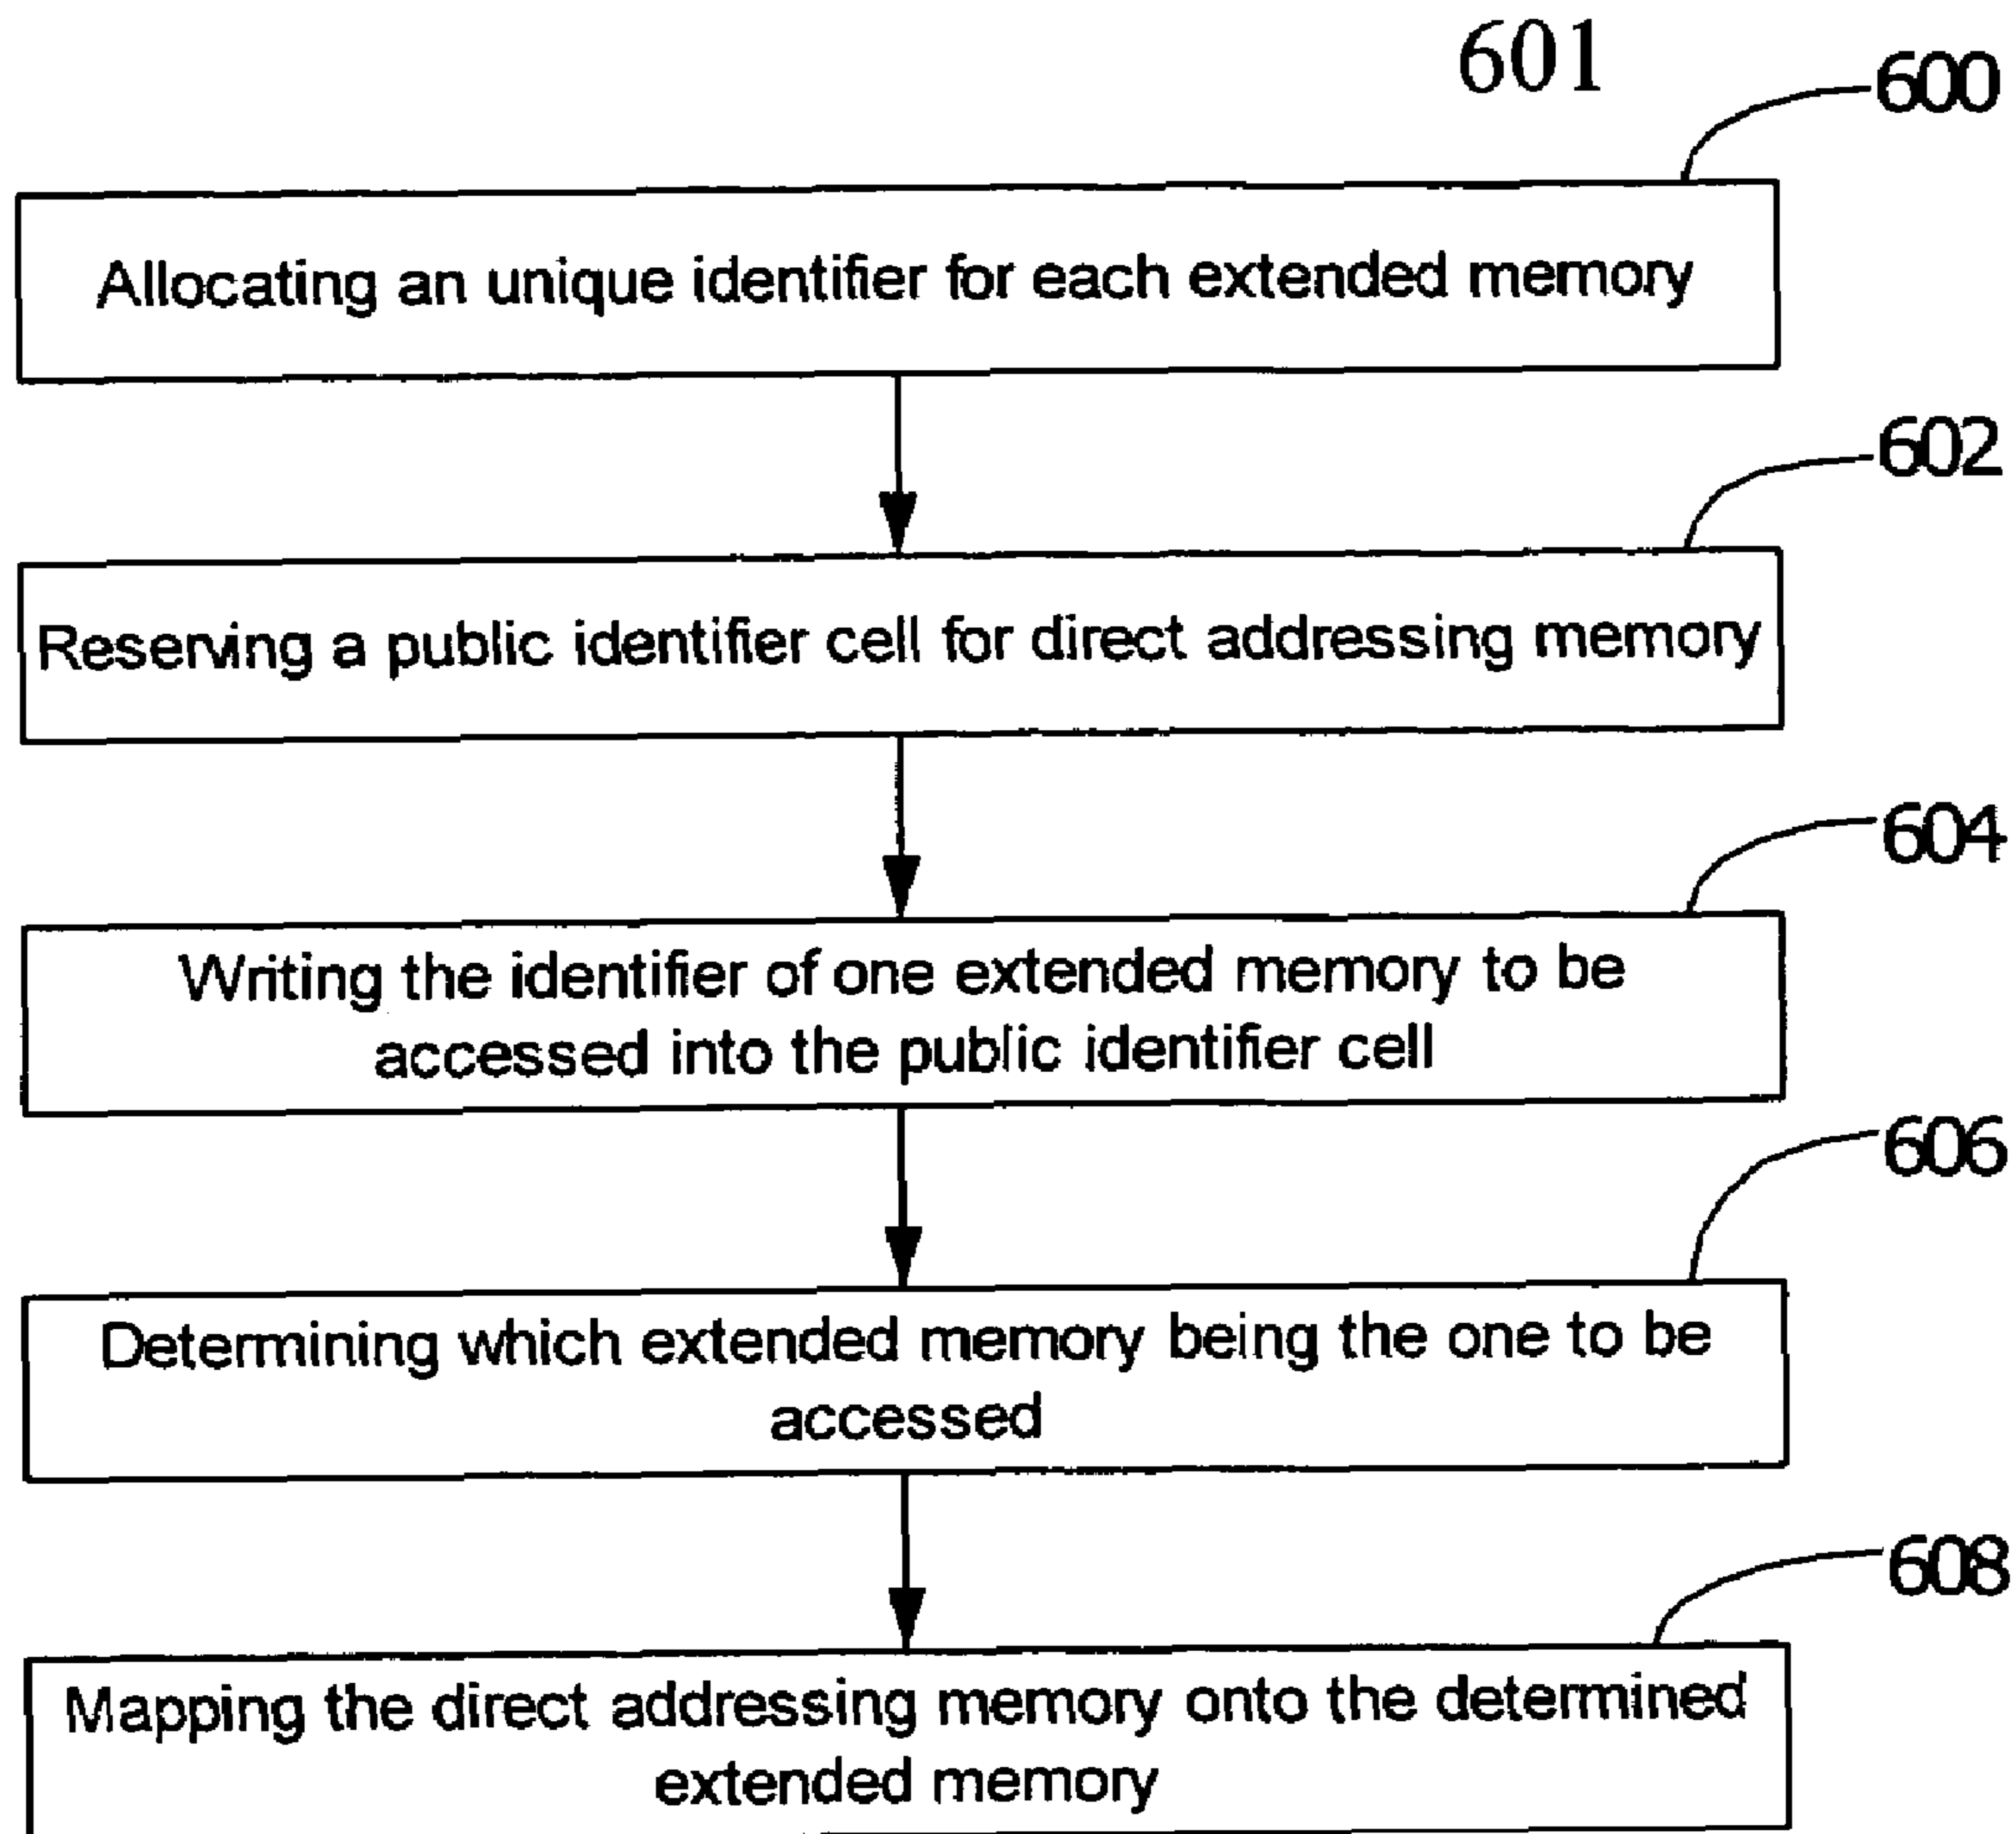 601
600
Allocating an unique identifier for each extended memory
602
Reserving a public identifier cell for direct addressing memory
604
Writing the identifier of one extended memory to be
accessed into the public identifier cell
606
Determining which extended memory being the one to be
accessed
608
Mapping the direct addressing memory onto the determined
extended memory